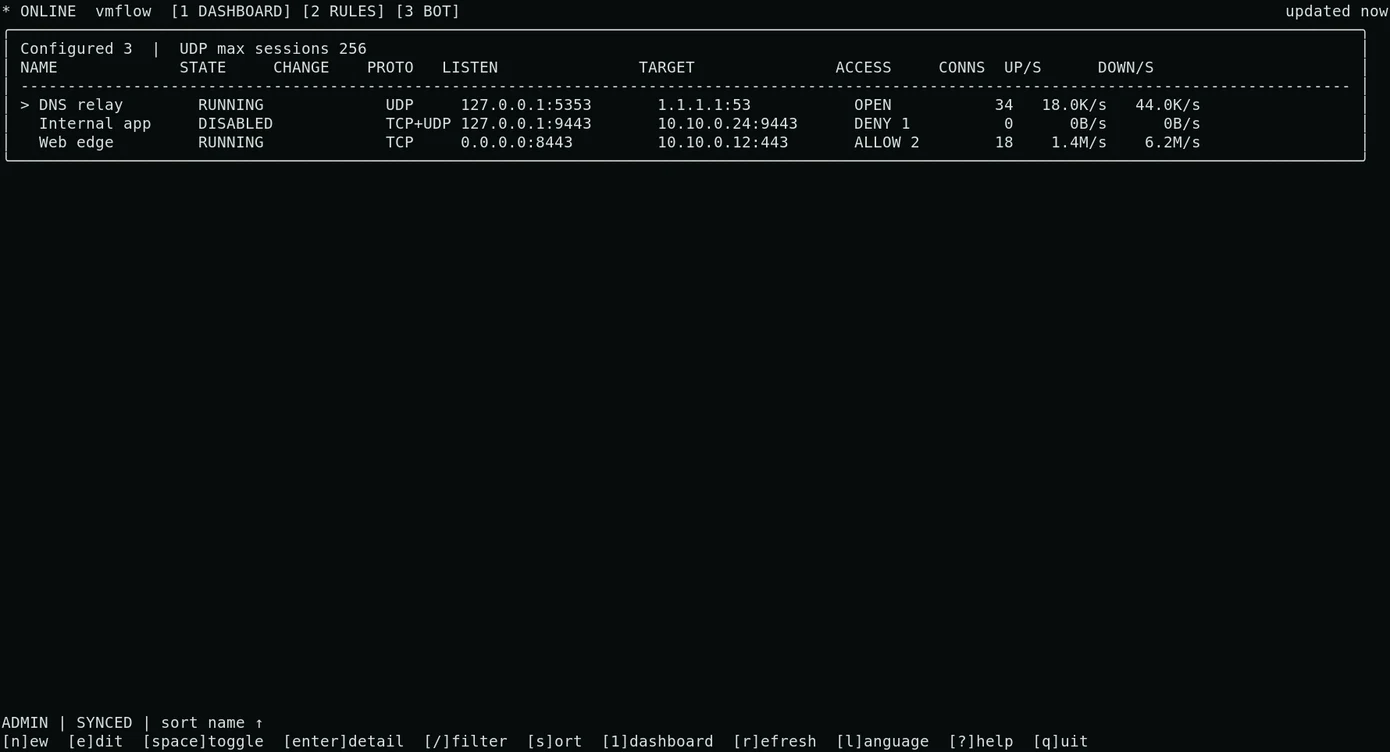 * ONLINE  vmflow  [1 DASHBOARD] [2 RULES] [3 BOT]  updated now
Configured 3  |  UDP max sessions 256
NAME  STATE  CHANGE  PROTO  LISTEN  TARGET  ACCESS  CONNS  UP/S  DOWN/S
> DNS relay  RUNNING  UDP  127.0.0.1:5353  1.1.1.1:53  OPEN  34  18.0K/s  44.0K/s
Internal app  DISABLED  TCP+UDP  127.0.0.1:9443  10.10.0.24:9443  DENY 1  0  0B/s  0B/s
Web edge  RUNNING  TCP  0.0.0.0:8443  10.10.0.12:443  ALLOW 2  18  1.4M/s  6.2M/s
ADMIN | SYNCED | sort name ↑
[n]ew  [e]dit  [space]toggle  [enter]detail  [/]filter  [s]ort  [1]dashboard  [r]efresh  [l]anguage  [?]help  [q]uit